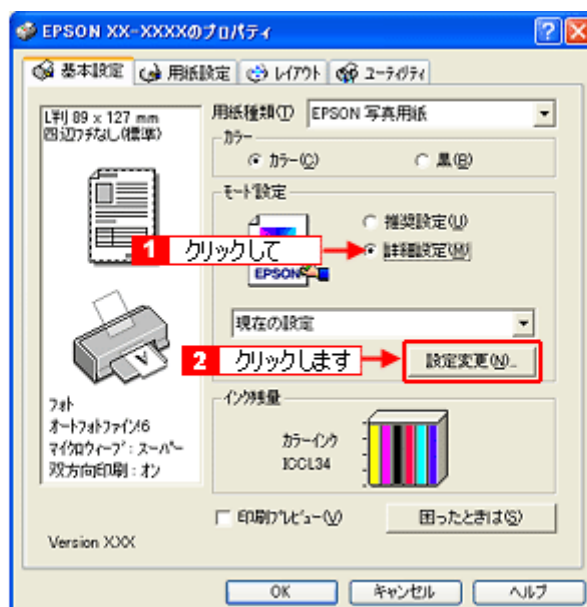 EPSON XX-XXXXのプロパティ
基本設定 用紙設定 レイアウト ユーティリティ
L判 89 x 127 mm
四辺フチなし(標準)
用紙種類(T) EPSON 写真用紙
カラー
カラー(C) 黒(B)
モード設定
推奨設定(U)
1 クリックして
詳細設定(M)
EPSON
現在の設定
2 クリックします
設定変更(N)...
フォト
オートフォトファイン!6
マイクロウィーブ:スーパー
双方向印刷:オン
インク残量
カラーインク
ICCL34
印刷プレビュー(V) 困ったときは(S)
Version X.XX
OK キャンセル ヘルプ